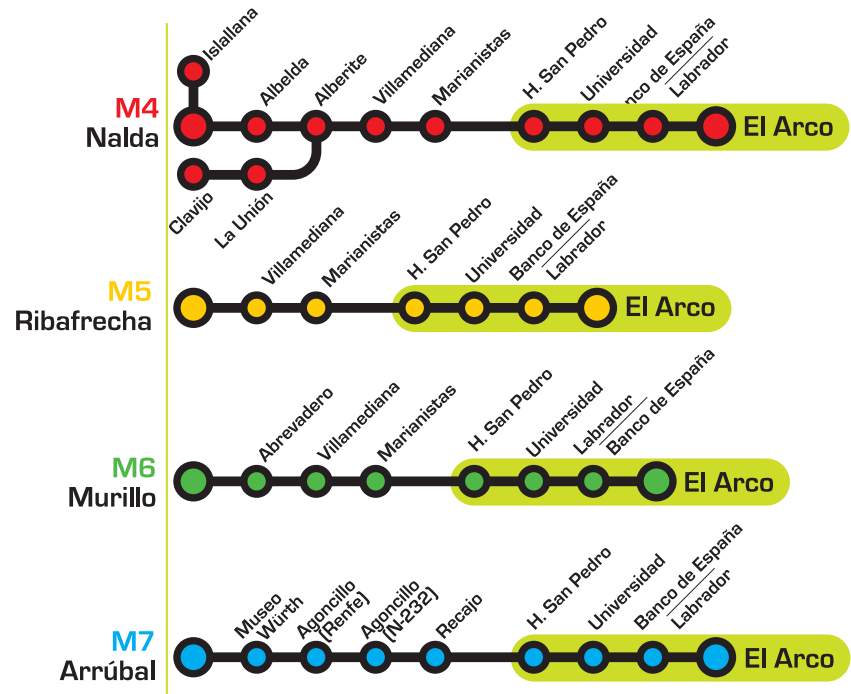 M4
Nalda
Islallana
Albelda
Alberite
Villamediana
Marianistas
H. San Pedro
Universidad
de España
Labrador
El Arco
Clavijo
La Unión
M5
Ribafrecha
Villamediana
Marianistas
H. San Pedro
Universidad
Banco de España
Labrador
El Arco
M6
Murillo
Abrevadero
Villamediana
Marianistas
H. San Pedro
Universidad
Labrador
Banco de España
El Arco
M7
Arrúbal
Museo
Würth
Agoncillo
(Renfe)
Agoncillo
(N-232)
Recajo
H. San Pedro
Universidad
Banco de España
Labrador
El Arco